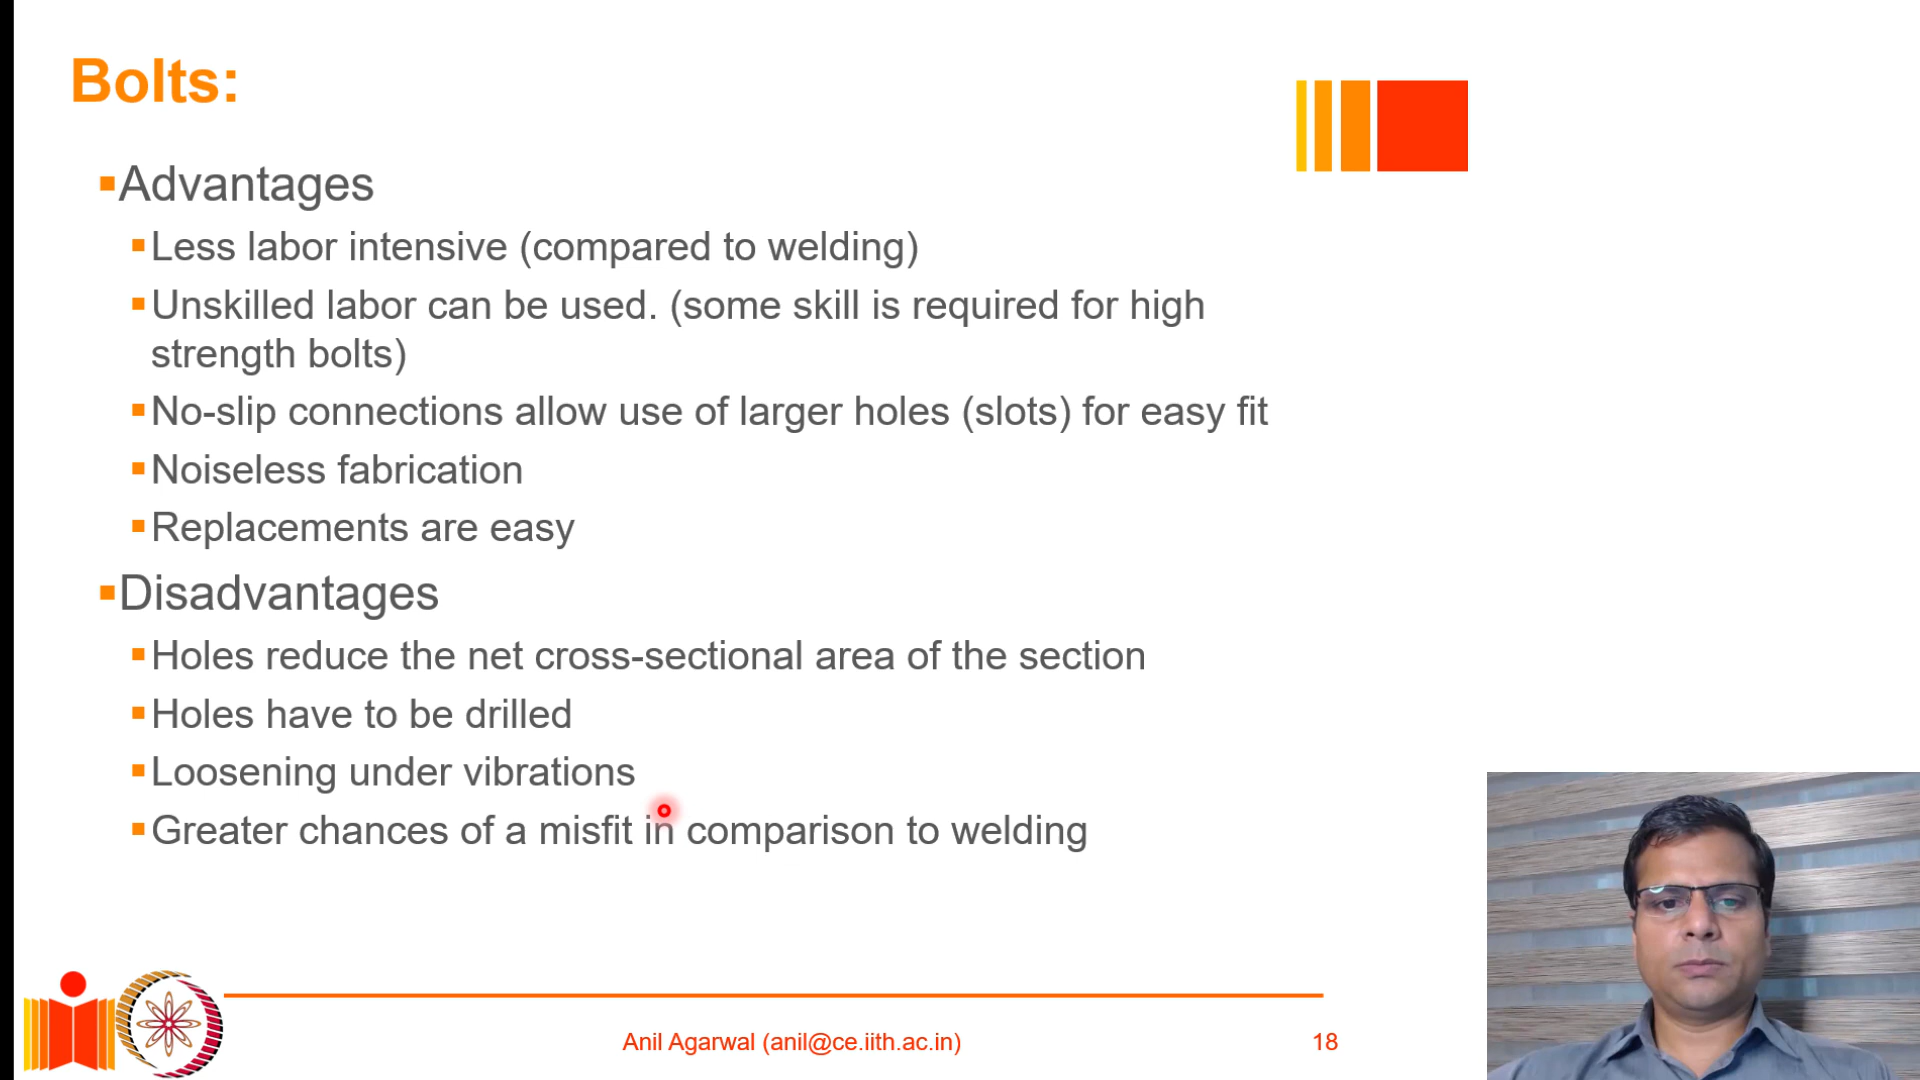 Bolts:
Advantages
Less labor intensive (compared to welding)
Unskilled labor can be used. (some skill is required for high
strength bolts)
No-slip connections allow use of larger holes (slots) for easy fit
Noiseless fabrication
Replacements are easy
Disadvantages
Holes reduce the net cross-sectional area of the section
Holes have to be drilled
Loosening under vibrations
Greater chances of a misfit in comparison to welding
Anil Agarwal (anil@ce.iith.ac.in)
18